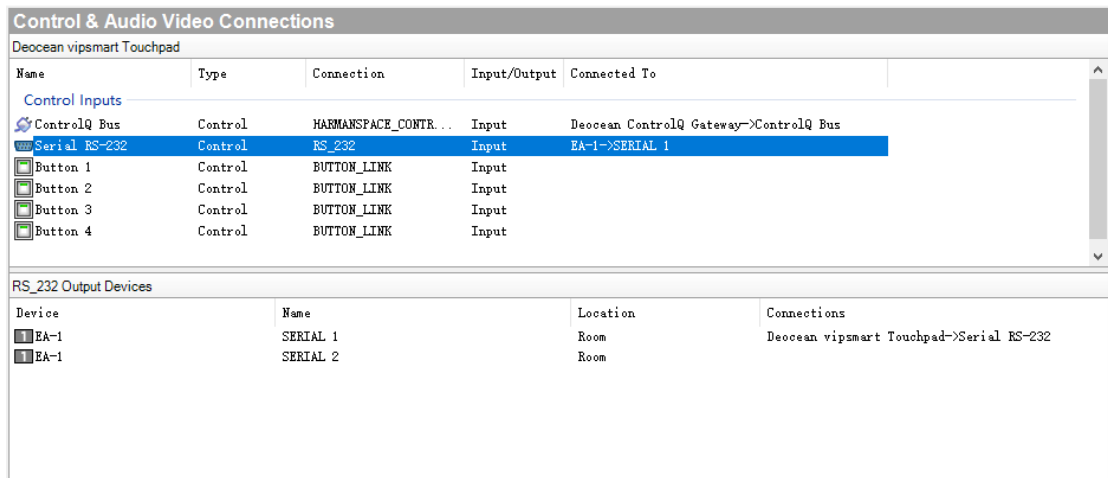 Control & Audio Video Connections
Deocean vipsmart Touchpad
Name Type Connection Input/Output Connected To
Control Inputs
ControlQ Bus Control HARMANSPACE_CONTR... Input Deocean ControlQ Gateway->ControlQ Bus
Serial RS-232 Control RS_232 Input EA-1->SERIAL 1
Button 1 Control BUTTON_LINK Input
Button 2 Control BUTTON_LINK Input
Button 3 Control BUTTON_LINK Input
Button 4 Control BUTTON_LINK Input
RS_232 Output Devices
Device Name Location Connections
1 EA-1 SERIAL 1 Room Deocean vipsmart Touchpad->Serial RS-232
1 EA-1 SERIAL 2 Room